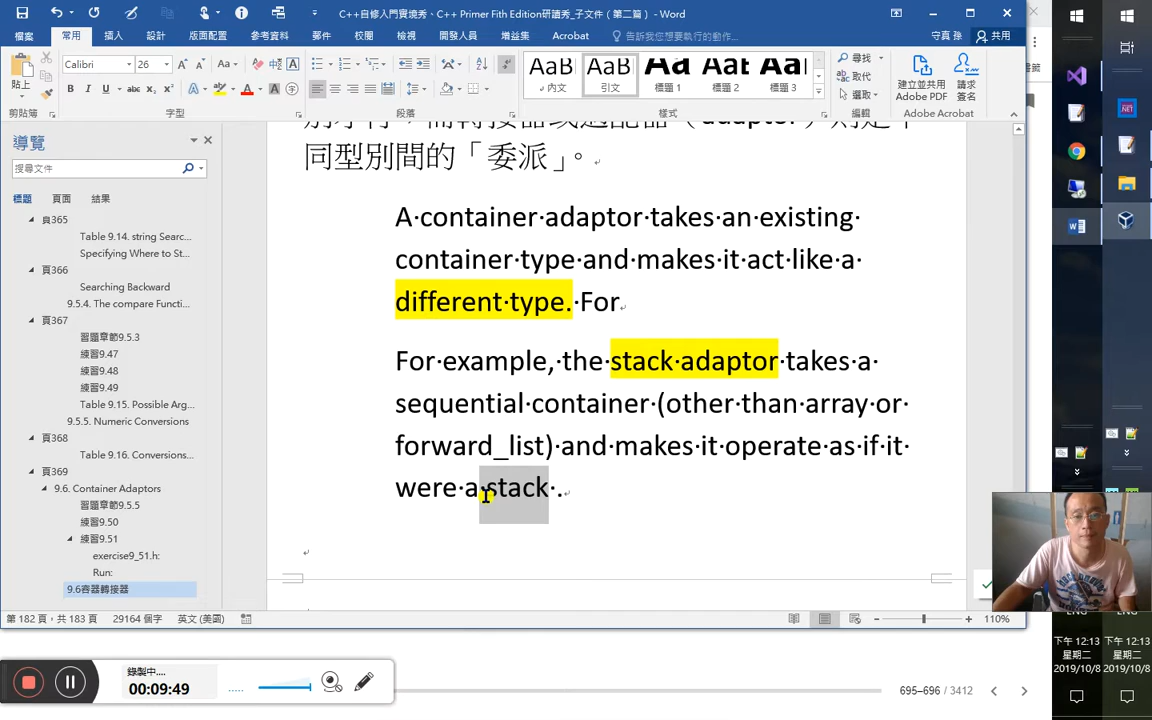 C++自修入門實境秀、C++ Primer Fith Edition研讀秀_子文件（第二篇） - Word
檔案 常用 插入 設計 版面配置 參考資料 郵件 校閱 檢視 開發人員 增益集 Acrobat 告訴我您想要執行的動作... 守真 孫 共用
貼上 Calibri 26 尋找 取代 選取
AaB AaB Aa Aat Aa
內文 引文 標題 1 標題 2 標題 3
建立並共用 Adobe PDF 請求 簽名
剪貼簿 字型 段落 樣式 編輯 Adobe Acrobat
導覽
搜尋文件
標題 頁面 結果
頁365
Table 9.14. string Searc...
Specifying Where to St...
頁366
Searching Backward
9.5.4. The compare Functi...
頁367
習題章節9.5.3
練習9.47
練習9.48
練習9.49
Table 9.15. Possible Arg...
9.5.5. Numeric Conversions
頁368
Table 9.16. Conversions...
頁369
9.6. Container Adaptors
習題章節9.5.5
練習9.50
練習9.51
exercise9_51.h:
Run:
9.6容器轉接器
同型別間的「委派」。
A container adaptor takes an existing
container type and makes it act like a
different type. For
For example, the stack adaptor takes a
sequential container (other than array or
forward_list) and makes it operate as if it
were a stack .
第 182 頁，共 183 頁 29164 個字 英文 (美國) 110%
錄製中....
00:09:49
695–696 / 3412
ENG ENG
下午 12:13 下午 12:13
星期二 星期二
2019/10/8 2019/10/8